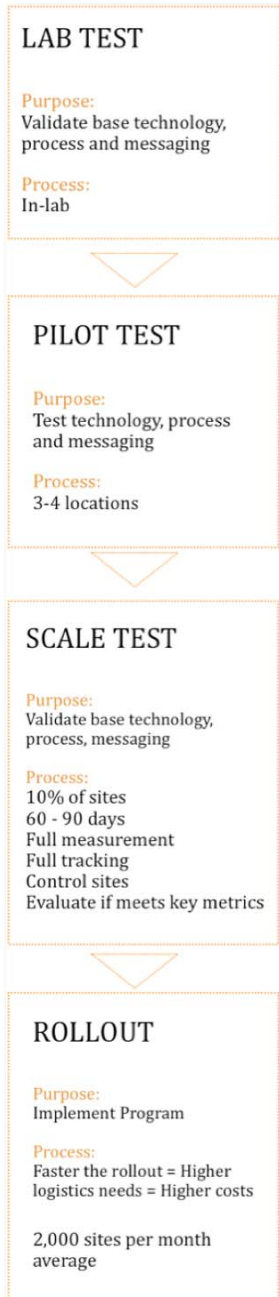 LAB TEST
Purpose:
Validate base technology,
process and messaging
Process:
In-lab
PILOT TEST
Purpose:
Test technology, process
and messaging
Process:
3-4 locations
SCALE TEST
Purpose:
Validate base technology,
process, messaging
Process:
10% of sites
60 - 90 days
Full measurement
Full tracking
Control sites
Evaluate if meets key metrics
ROLLOUT
Purpose:
Implement Program
Process:
Faster the rollout = Higher
logistics needs = Higher costs
2,000 sites per month
average